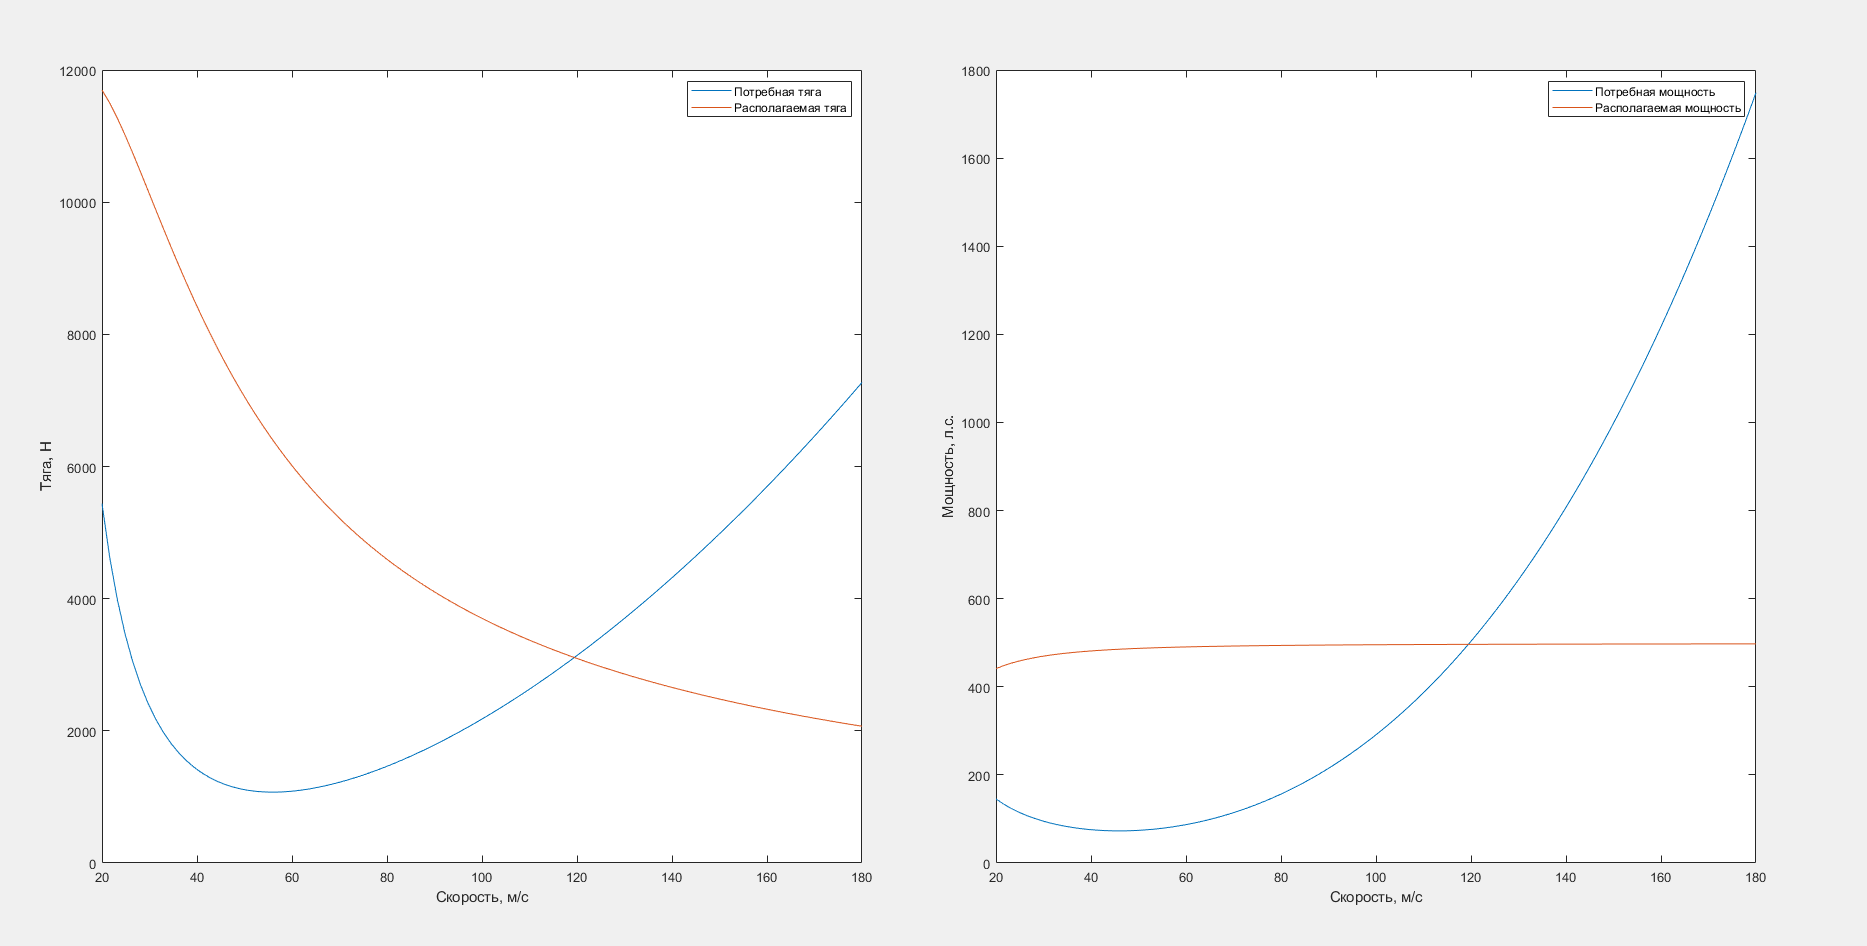 12000
10000
8000
6000
4000
2000
0
Тяга, Н
20 40 60 80 100 120 140 160 180
Скорость, м/с
Потребная тяга
Располагаемая тяга
1800
1600
1400
1200
1000
800
600
400
200
0
Мощность, л.с.
20 40 60 80 100 120 140 160 180
Скорость, м/с
Потребная мощность
Располагаемая мощность